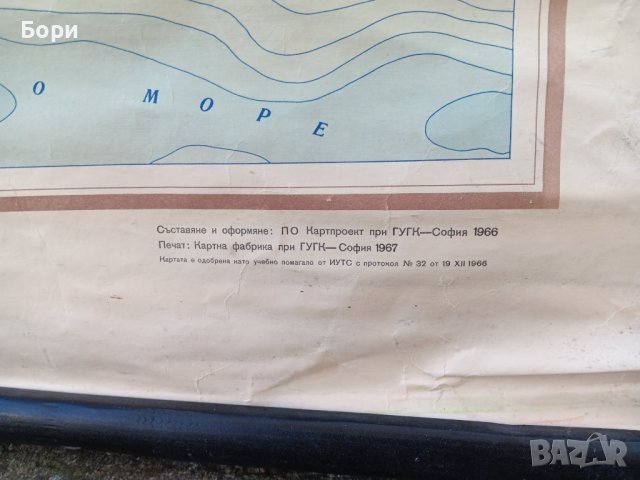 Бори
О МОРЕ
Съставяне и оформяне: ПО Картпроект при ГУГК—София 1966
Печат: Картна фабрика при ГУГК—София 1967
Картата е одобрена като учебно помагало от ИУТС с протокол № 32 от 19 XII 1966
BAZAR